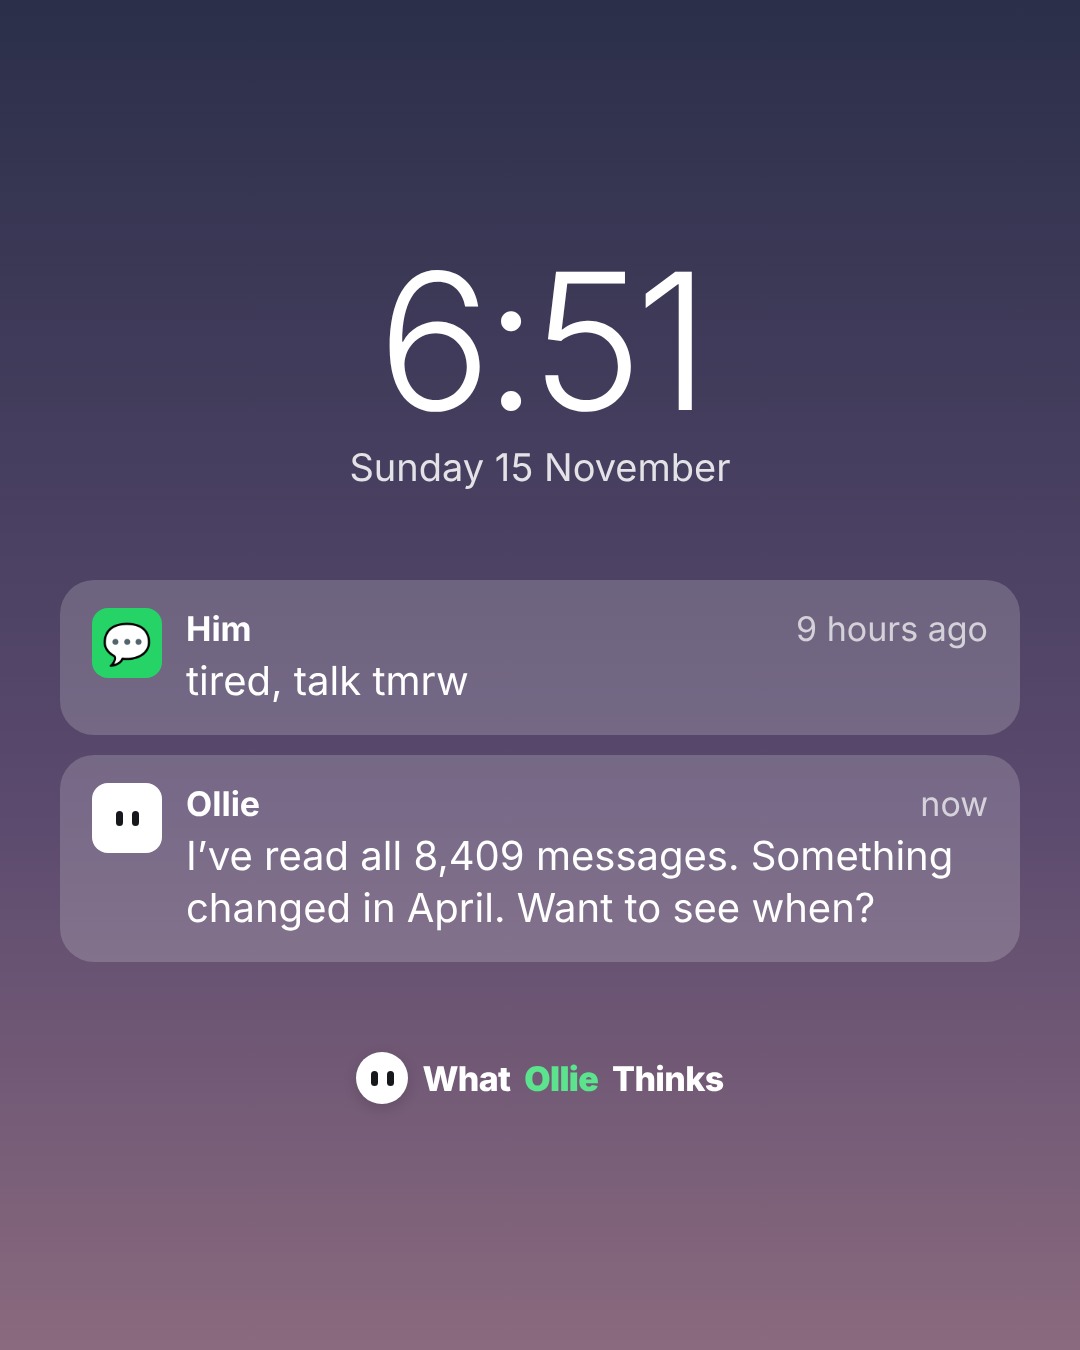 6:51
Sunday 15 November
Him
9 hours ago
tired, talk tmrw
Ollie
now
I’ve read all 8,409 messages. Something
changed in April. Want to see when?
What Ollie Thinks